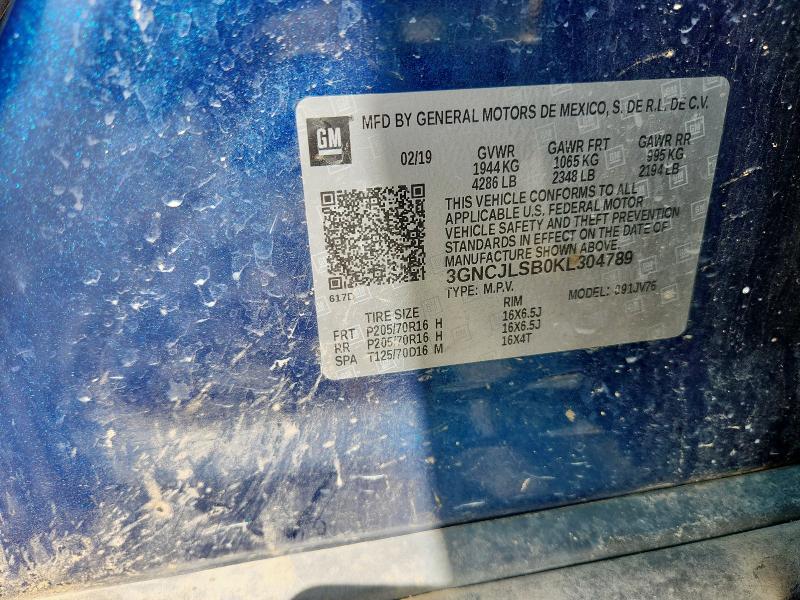 GM
MFD BY GENERAL MOTORS DE MEXICO, S. DE R.L. DE C.V.
02/19 GVWR GAWR FRT GAWR RR
1944 KG 1065 KG 995 KG
4286 LB 2348 LB 2194 LB
THIS VEHICLE CONFORMS TO ALL
APPLICABLE U.S. FEDERAL MOTOR
VEHICLE SAFETY AND THEFT PREVENTION
STANDARDS IN EFFECT ON THE DATE OF
MANUFACTURE SHOWN ABOVE.
3GNCJLSB0KL304789
617D
TYPE: M.P.V. MODEL:
TIRE SIZE RIM
FRT P205/70R16 H 16X6.5J
RR P205/70R16 H 16X6.5J
SPA T125/70D16 M 16X4T